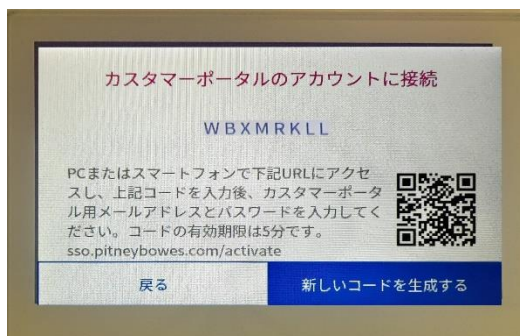 カスタマーポータルのアカウントに接続
WBXMRKLL
PCまたはスマートフォンで下記URLにアクセ
スし、上記コードを入力後、カスタマーポータ
ル用メールアドレスとパスワードを入力してく
ださい。コードの有効期限は5分です。
sso.pitneybowes.com/activate
戻る
新しいコードを生成する